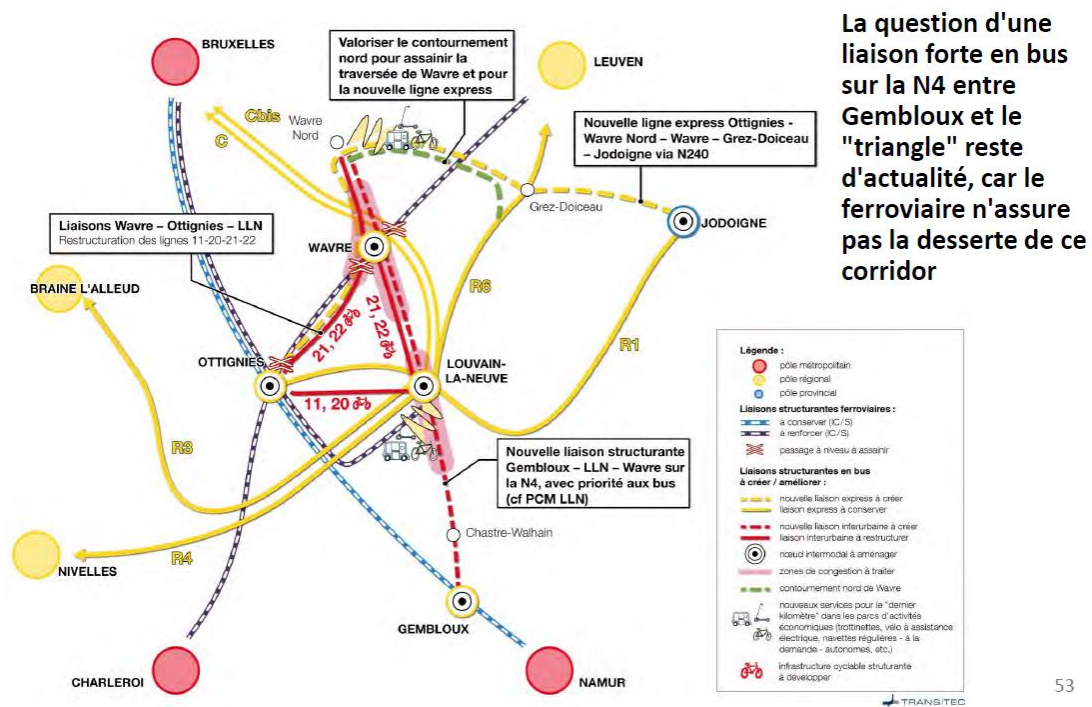 La question d'une
liaison forte en bus
sur la N4 entre
Gembloux et le
"triangle" reste
d'actualité, car le
ferroviaire n'assure
pas la desserte de ce
corridor
BRUXELLES
Valoriser le contournement
nord pour assainir la
traversée de Wavre et pour
la nouvelle ligne express
LEUVEN
Cbis
C
Wavre
Nord
Nouvelle ligne express Ottignies -
Wavre Nord – Wavre – Grez-Doiceau
– Jodoigne via N240
Grez-Doiceau
JODOIGNE
Liaisons Wavre – Ottignies – LLN
Restructuration des lignes 11-20-21-22
WAVRE
BRAINE L'ALLEUD
R6
21, 22
21, 22
R1
OTTIGNIES
LOUVAIN-
LA-NEUVE
11, 20
R3
Nouvelle liaison structurante
Gembloux – LLN – Wavre sur
la N4, avec priorité aux bus
(cf PCM LLN)
Chastre-Walhain
R4
NIVELLES
GEMBLOUX
CHARLEROI
NAMUR
Légende :
pôle métropolitain
pôle régional
pôle provincial
Liaisons structurantes ferroviaires :
à conserver (IC/S)
à renforcer (IC/S)
passage à niveau à assainir
Liaisons structurantes en bus
à créer / améliorer :
nouvelle liaison express à créer
liaison express à conserver
nouvelle liaison interurbaine à créer
liaison interurbaine à restructurer
nœud intermodal à aménager
zones de congestion à traiter
contournement nord de Wavre
nouveaux services pour le "dernier
kilomètre" dans les parcs d'activités
économiques (trottinettes, vélo à assistance
électrique, navettes régulières - à la
demande - autonomes, etc.)
infrastructure cyclable struturante
à développer
TRANSITEC
53